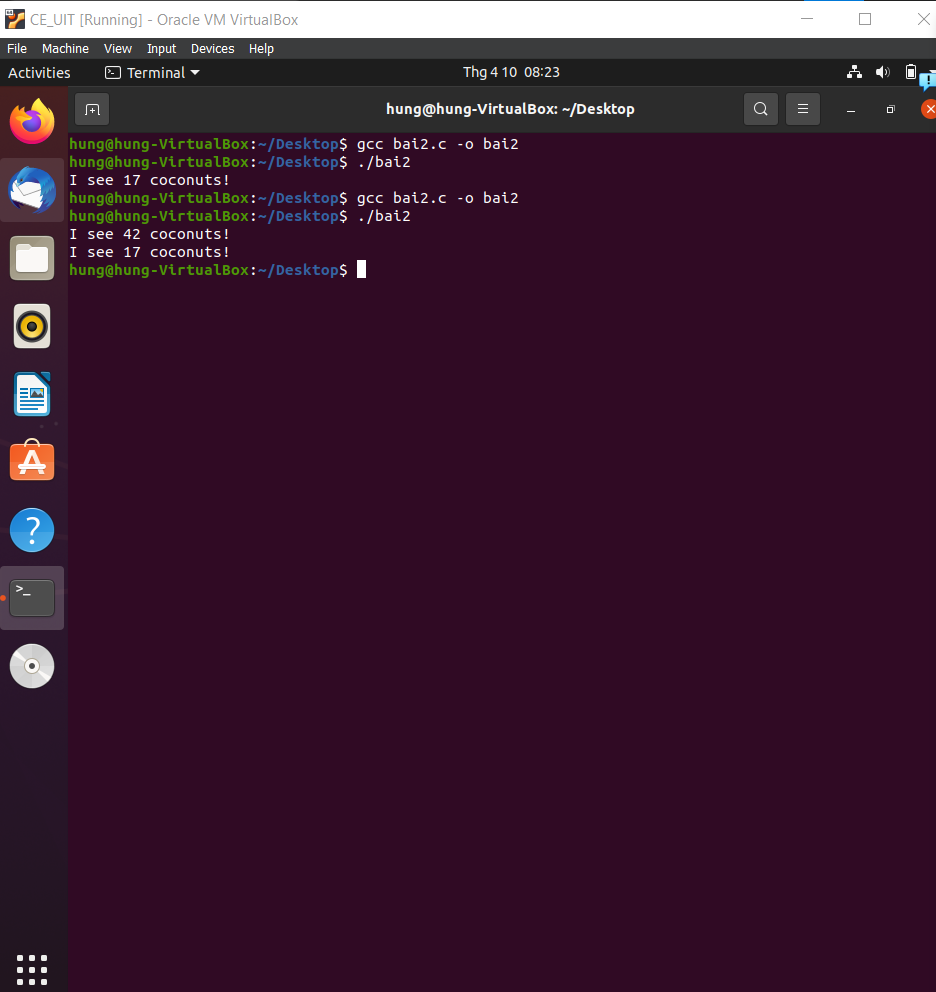 CE_UIT [Running] - Oracle VM VirtualBox
File Machine View Input Devices Help
Activities Terminal Thg 4 10 08:23
hung@hung-VirtualBox: ~/Desktop
hung@hung-VirtualBox:~/Desktop$ gcc bai2.c -o bai2
hung@hung-VirtualBox:~/Desktop$ ./bai2
I see 17 coconuts!
hung@hung-VirtualBox:~/Desktop$ gcc bai2.c -o bai2
hung@hung-VirtualBox:~/Desktop$ ./bai2
I see 42 coconuts!
I see 17 coconuts!
hung@hung-VirtualBox:~/Desktop$